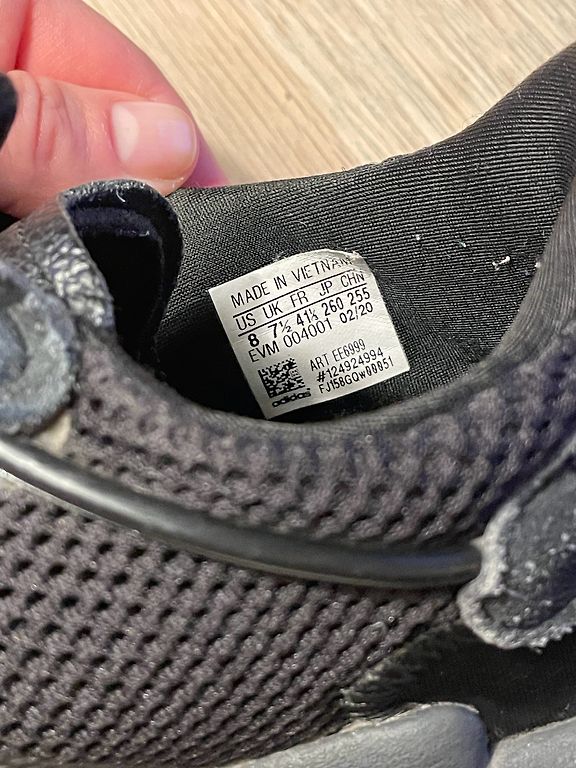 MADE IN VIETNAM
US UK FR JP CHN
8 7½ 41⅓ 260 255
EVM 004001 02/20
ART EE6999
#124924994
FJ158GQw00051
adidas